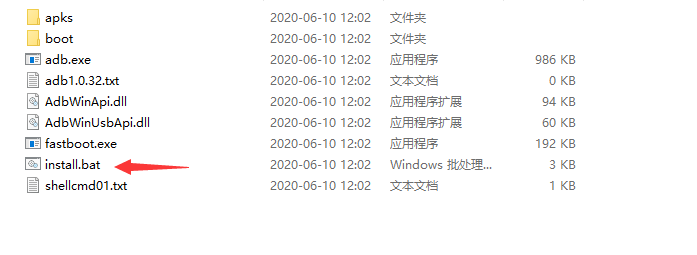 apks 2020-06-10 12:02 文件夹
boot 2020-06-10 12:02 文件夹
adb.exe 2020-06-10 12:02 应用程序 986 KB
adb1.0.32.txt 2020-06-10 12:02 文本文档 0 KB
AdbWinApi.dll 2020-06-10 12:02 应用程序扩展 94 KB
AdbWinUsbApi.dll 2020-06-10 12:02 应用程序扩展 60 KB
fastboot.exe 2020-06-10 12:02 应用程序 192 KB
install.bat 2020-06-10 12:02 Windows 批处理... 3 KB
shellcmd01.txt 2020-06-10 12:02 文本文档 1 KB